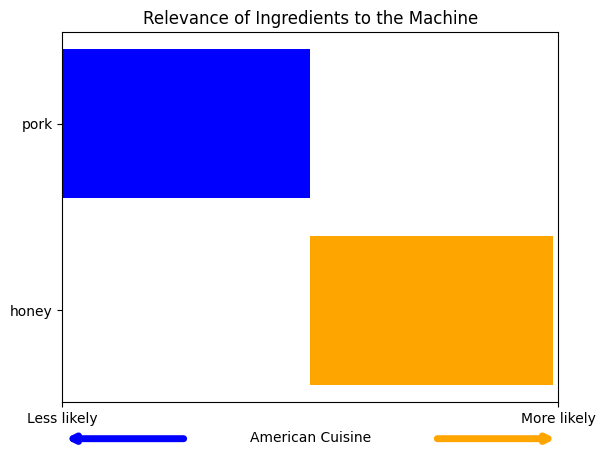 Relevance of Ingredients to the Machine
pork
honey
Less likely More likely
American Cuisine